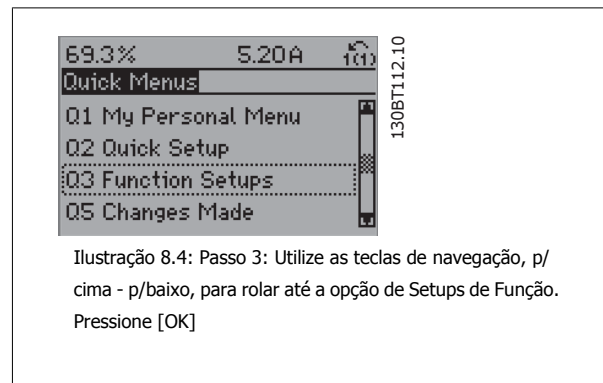 69.3% 5.20A 1(1)
Quick Menus
Q1 My Personal Menu
Q2 Quick Setup
Q3 Function Setups
Q5 Changes Made
130BT112.10
Ilustração 8.4: Passo 3: Utilize as teclas de navegação, p/
cima - p/baixo, para rolar até a opção de Setups de Função.
Pressione [OK]